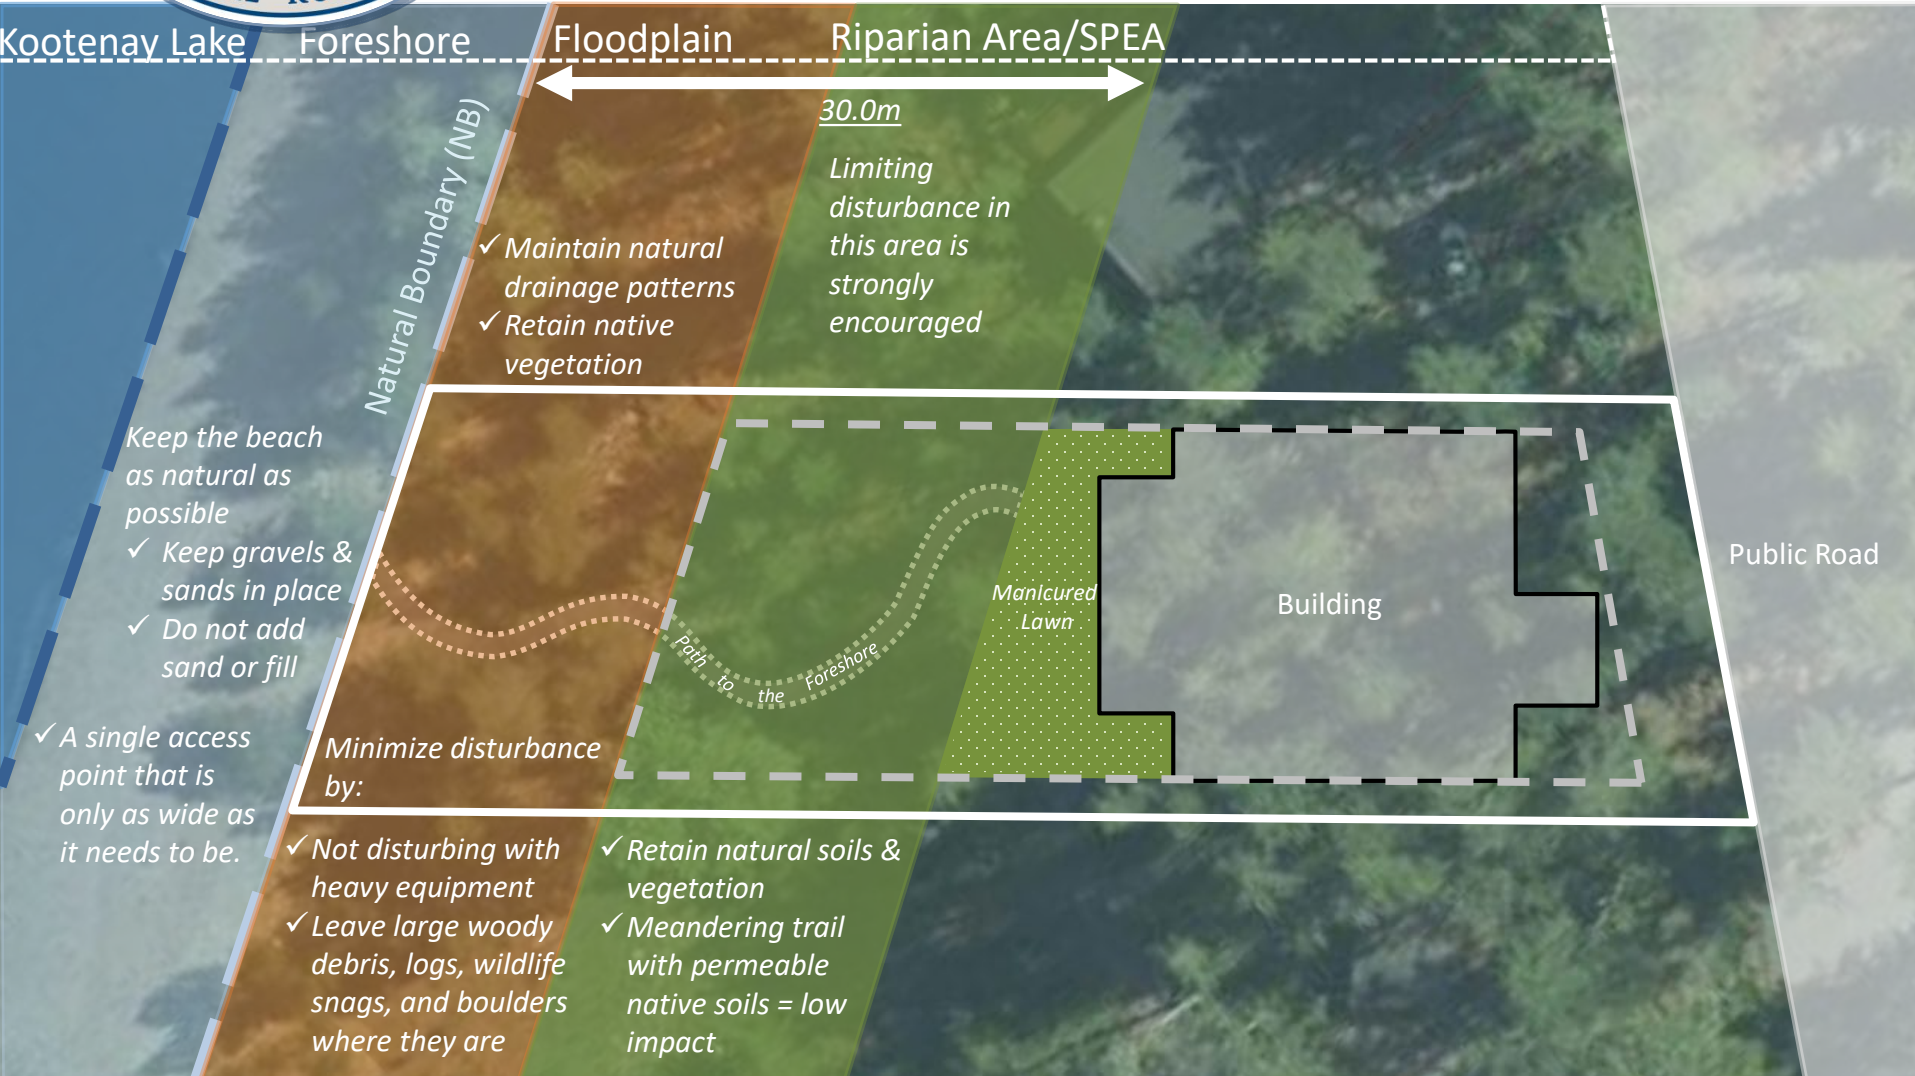 Kootenay Lake
Foreshore
Floodplain
Riparian Area/SPEA
30.0m
Natural Boundary (NB)
Limiting
disturbance in
this area is
strongly
encouraged
✓ Maintain natural
drainage patterns
✓ Retain native
vegetation
Keep the beach
as natural as
possible
✓ Keep gravels &
sands in place
✓ Do not add
sand or fill
✓ A single access
point that is
only as wide as
it needs to be.
Path to the Foreshore
Manicured
Lawn
Building
Public Road
Minimize disturbance
by:
✓ Not disturbing with
heavy equipment
✓ Leave large woody
debris, logs, wildlife
snags, and boulders
where they are
✓ Retain natural soils &
vegetation
✓ Meandering trail
with permeable
native soils = low
impact